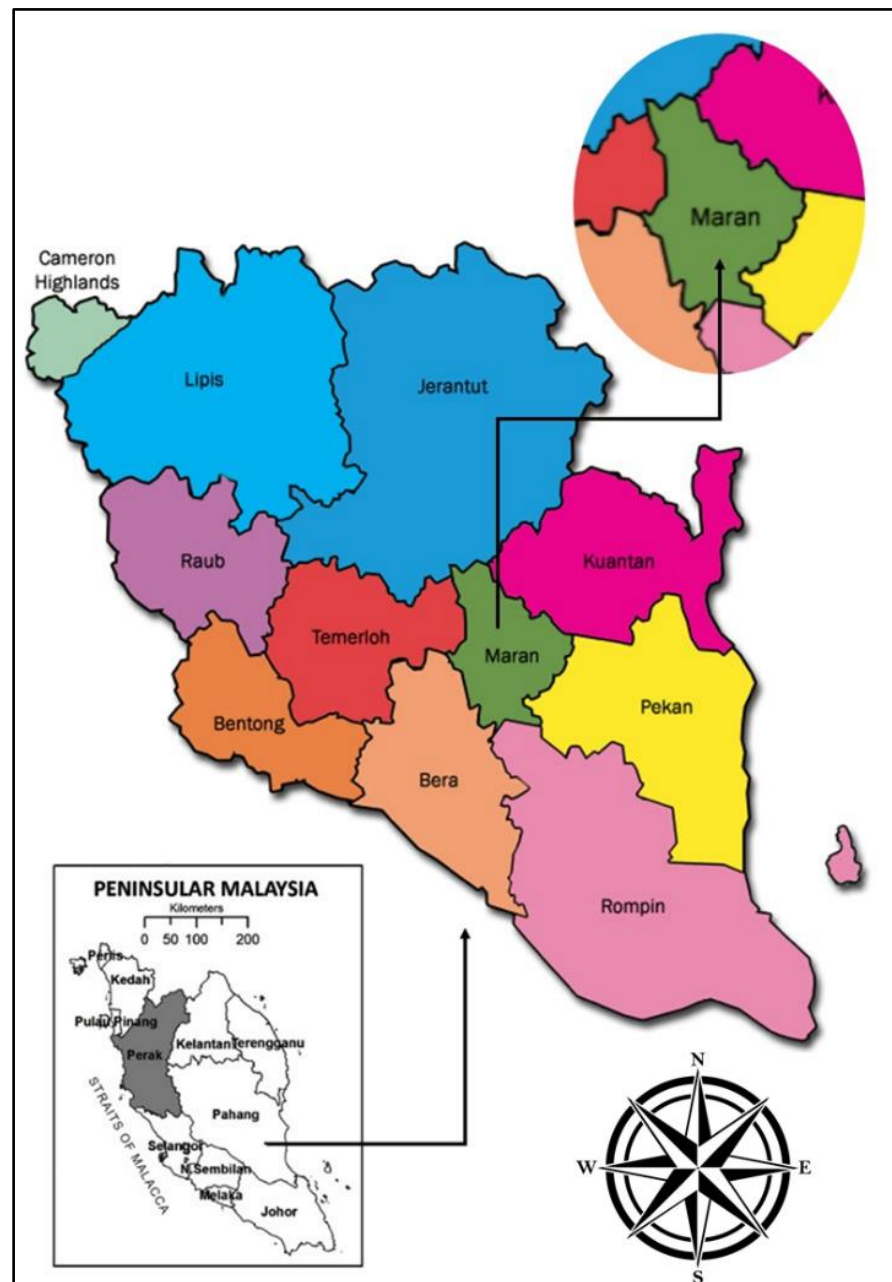 K
Maran
Cameron
Highlands
Lipis
Jerantut
Raub
Kuantan
Temerloh
Maran
Pekan
Bentong
Bera
Rompin
PENINSULAR MALAYSIA
Kilometers
0 50 100 200
Perlis
Kedah
Pulau Pinang
Perak
Kelantan
Terengganu
STRAITS OF MALACCA
Pahang
Selangor
N.Sembilan
Melaka
Johor
N
W
E
S